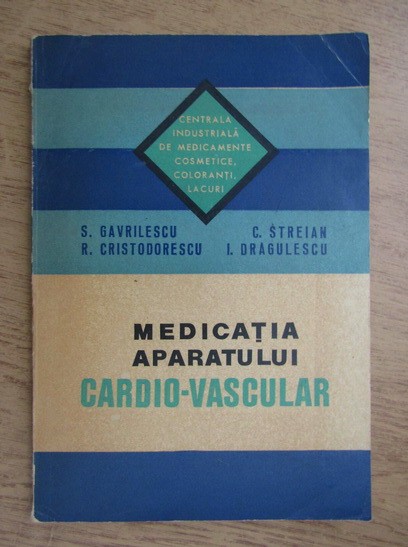 CENTRALA
INDUSTRIALĂ
DE MEDICAMENTE
COSMETICE,
COLORANȚI,
LACURI
S. GAVRILESCU C. ȘTREIAN
R. CRISTODORESCU I. DRĂGULESCU
MEDICAȚIA
APARATULUI
CARDIO-VASCULAR